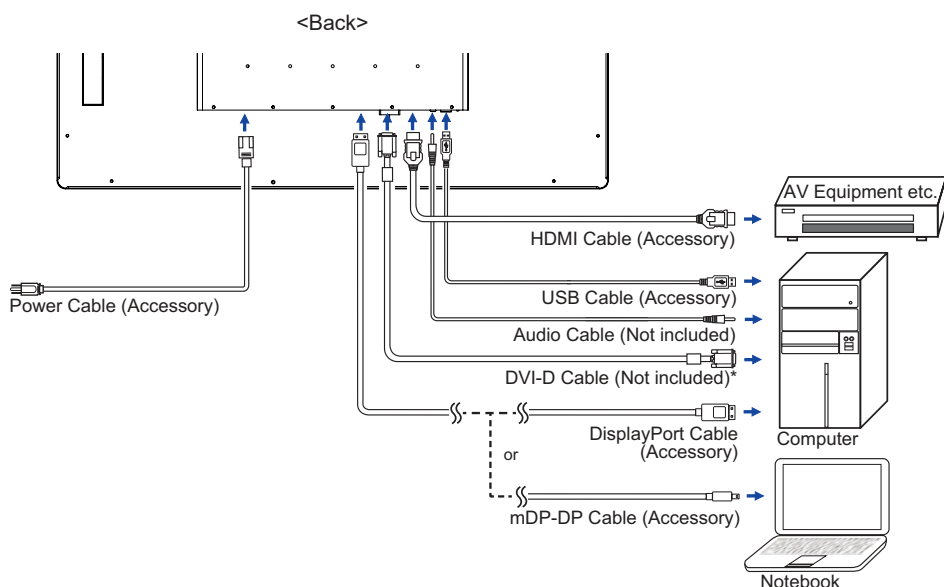 <Back>
AV Equipment etc.
HDMI Cable (Accessory)
Power Cable (Accessory)
USB Cable (Accessory)
Audio Cable (Not included)
DVI-D Cable (Not included)*
DisplayPort Cable
(Accessory)
Computer
or
mDP-DP Cable (Accessory)
Notebook